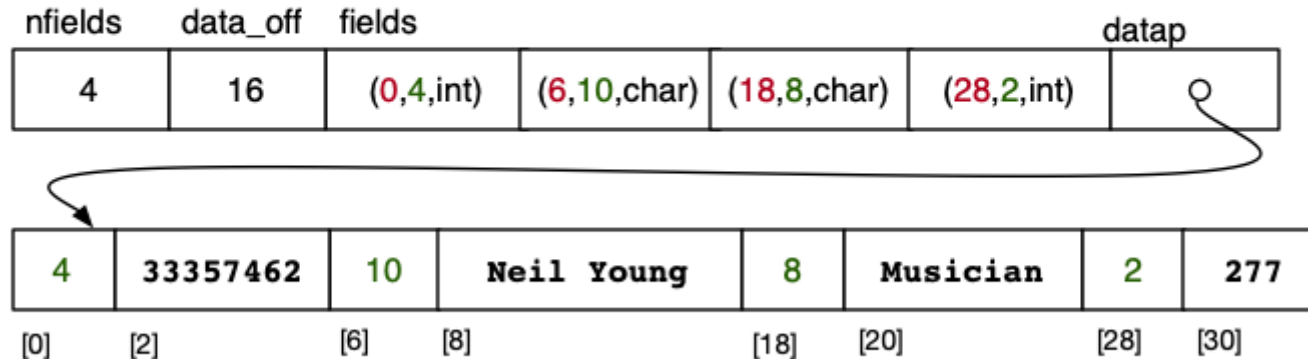 nfields data_off fields datap
4 16 (0,4,int) (6,10,char) (18,8,char) (28,2,int)
4 33357462 10 Neil Young 8 Musician 2 277
[0] [2] [6] [8] [18] [20] [28] [30]